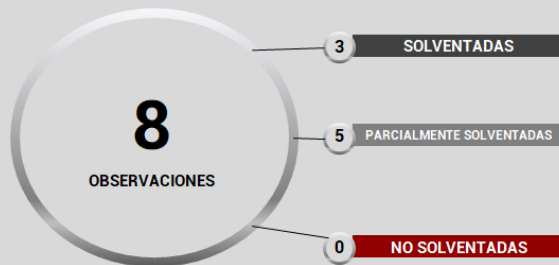 8
OBSERVACIONES
3 SOLVENTADAS
5 PARCIALMENTE SOLVENTADAS
0 NO SOLVENTADAS